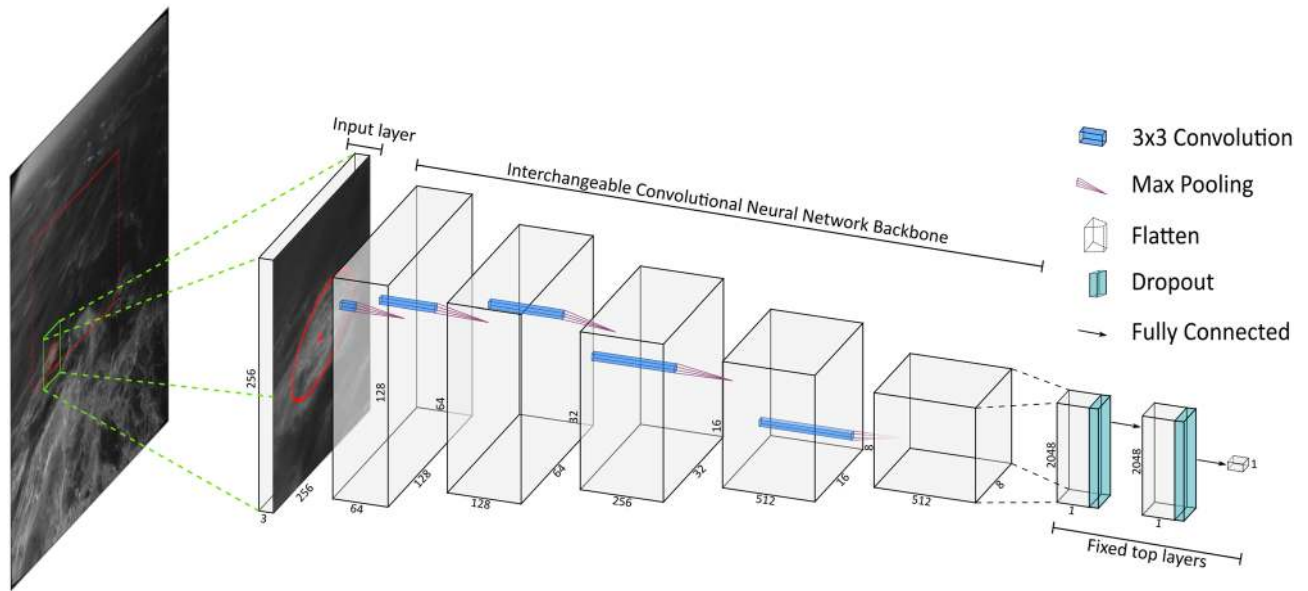 Input layer
Interchangeable Convolutional Neural Network Backbone
3x3 Convolution
Max Pooling
Flatten
Dropout
Fully Connected
256
256
3
128
128
64
64
64
128
32
32
256
16
16
512
8
8
512
2048
1
2048
1
1
Fixed top layers